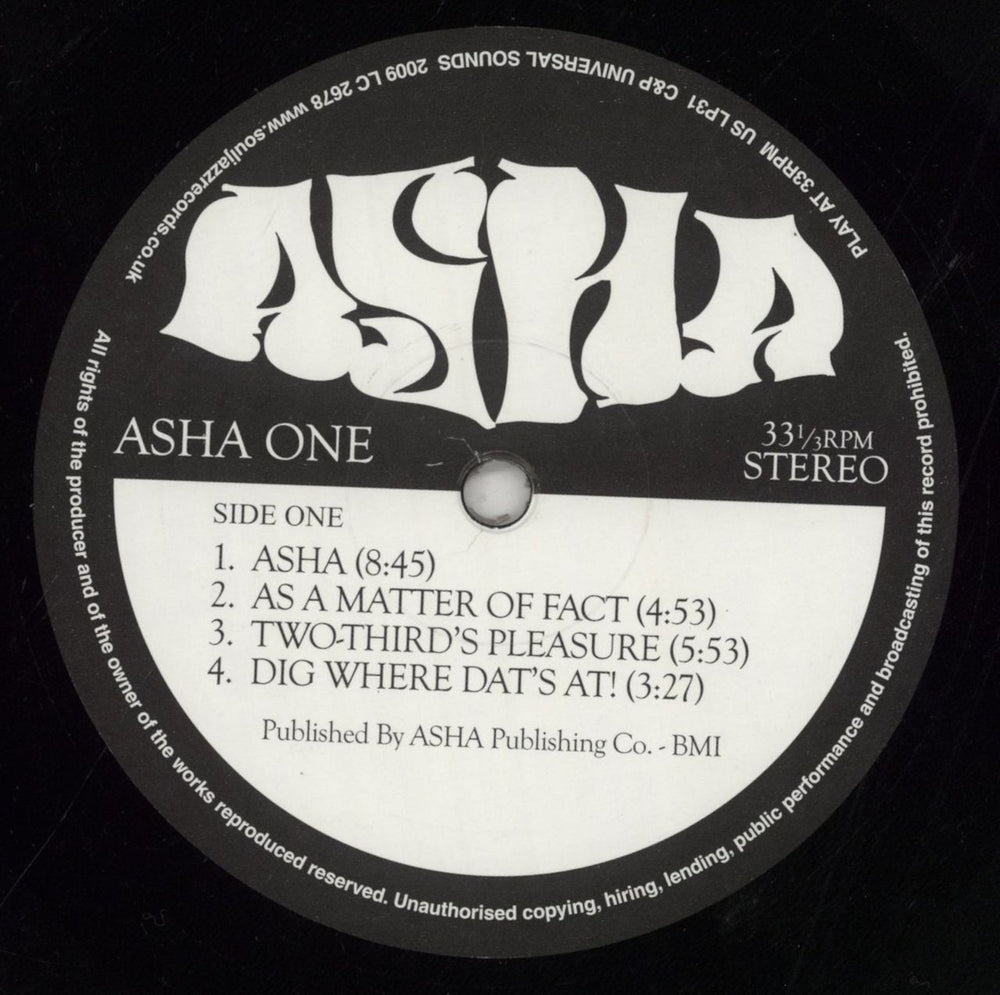 PLAY AT 33RPM US LP31 C&P UNIVERSAL SOUNDS 2009 LC 2678 www.souljazzrecords.co.uk
ASHA
ASHA ONE
33 1/3RPM
STEREO
SIDE ONE
1. ASHA (8:45)
2. AS A MATTER OF FACT (4:53)
3. TWO-THIRD'S PLEASURE (5:53)
4. DIG WHERE DAT'S AT! (3:27)
Published By ASHA Publishing Co. - BMI
All rights of the producer and of the owner of the works reproduced reserved. Unauthorised copying, hiring, lending, public performance and broadcasting of this record prohibited.